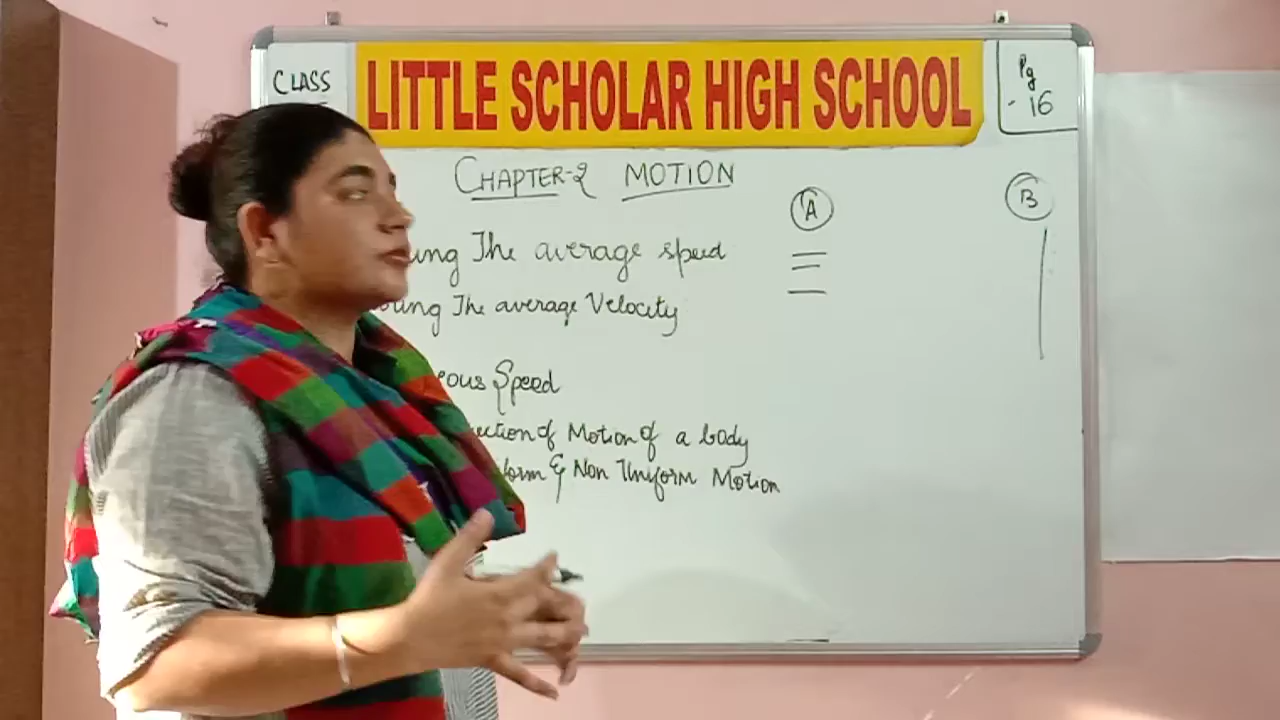 CLASS
LITTLE SCHOLAR HIGH SCHOOL
Pg
- 16
CHAPTER-2 MOTION
A
B
The average speed
The average Velocity
Speed
of Motion of a body
& Non Uniform Motion